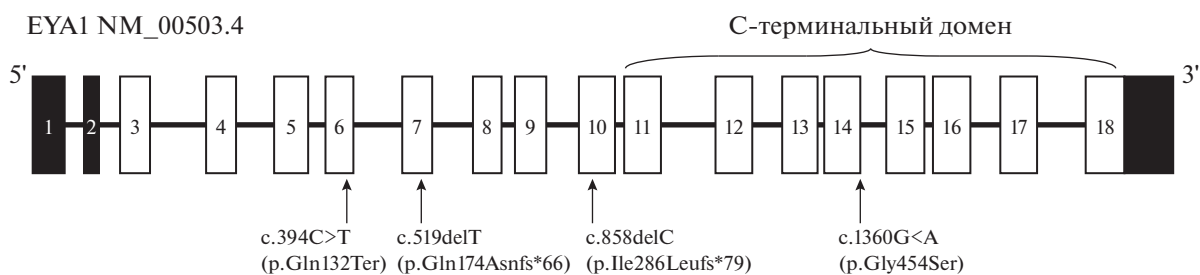 EYA1 NM_00503.4
С-терминальный домен
5'
3'
1 2 3 4 5 6 7 8 9 10 11 12 13 14 15 16 17 18
c.394C>T
(p.Gln132Ter)
c.519delT
(p.Gln174Asnfs*66)
c.858delC
(p.Ile286Leufs*79)
c.1360G<A
(p.Gly454Ser)